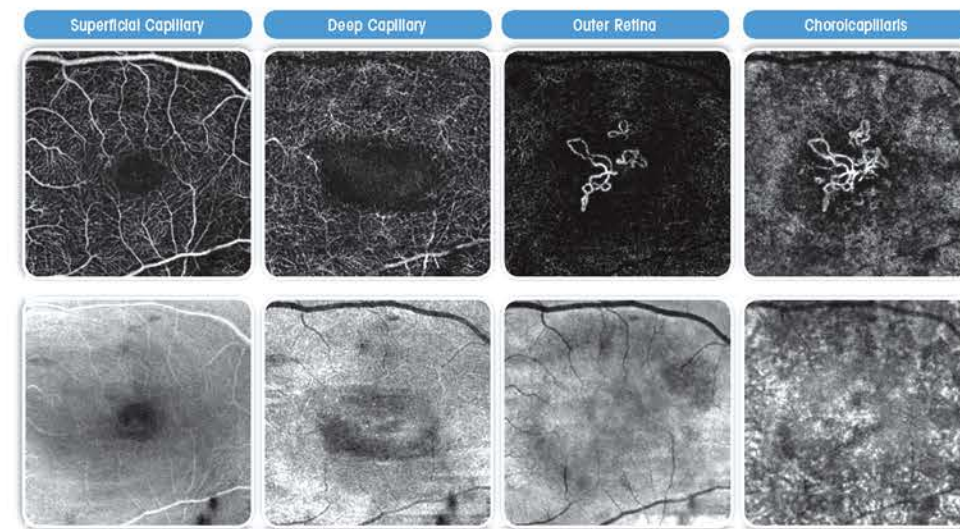 Superficial Capillary
Deep Capillary
Outer Retina
Choroicapillaris